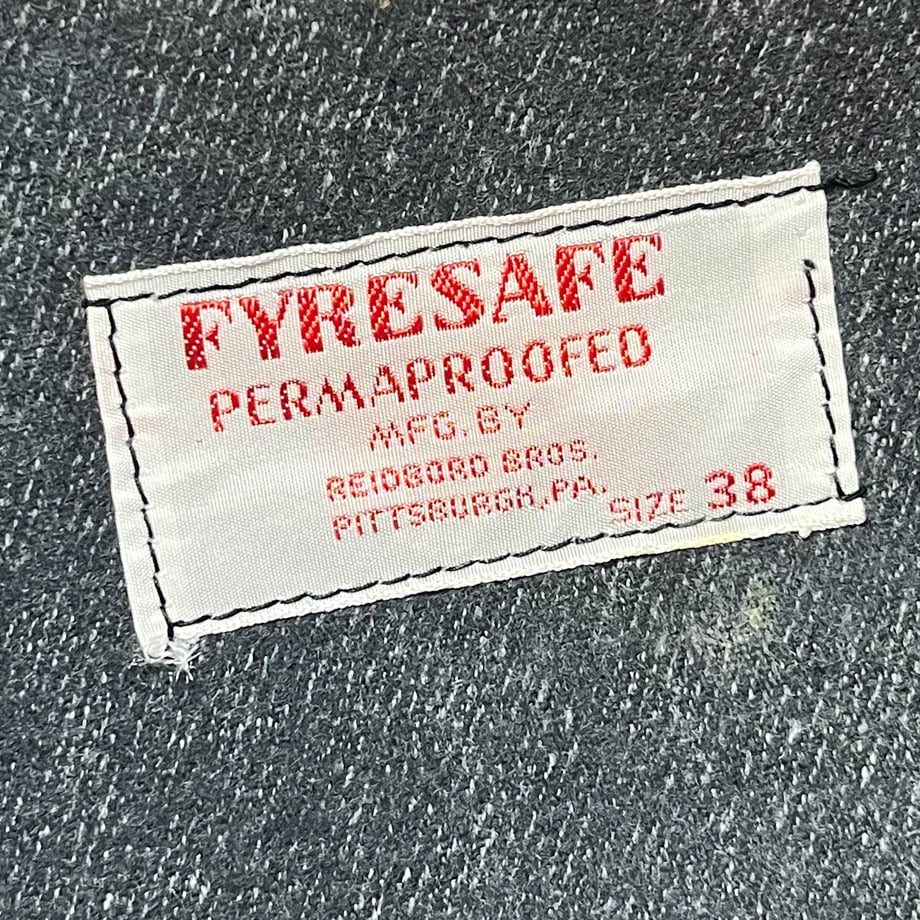 FYRESAFE
PERMAPROOFED
MFG. BY
REIDBORD BROS.
PITTSBURGH, PA.
SIZE 38